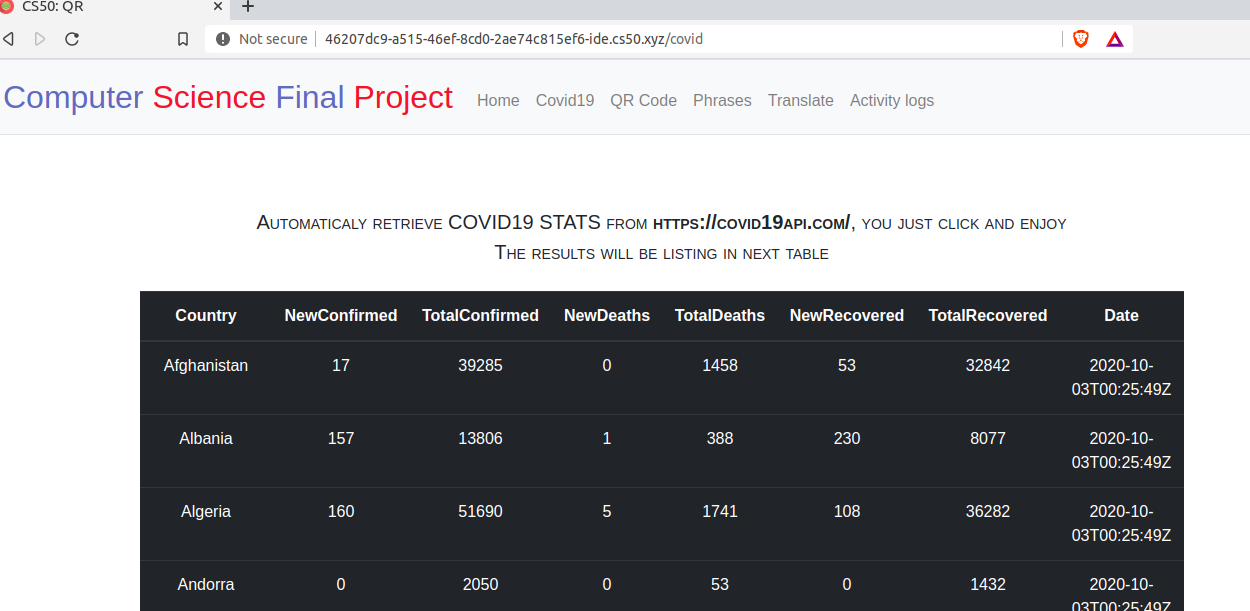 CS50: QR
Not secure 46207dc9-a515-46ef-8cd0-2ae74c815ef6-ide.cs50.xyz/covid
Computer Science Final Project Home Covid19 QR Code Phrases Translate Activity logs
Automaticaly retrieve COVID19 STATS from https://covid19api.com/, you just click and enjoy
The results will be listing in next table
Country NewConfirmed TotalConfirmed NewDeaths TotalDeaths NewRecovered TotalRecovered Date
Afghanistan 17 39285 0 1458 53 32842 2020-10-
03T00:25:49Z
Albania 157 13806 1 388 230 8077 2020-10-
03T00:25:49Z
Algeria 160 51690 5 1741 108 36282 2020-10-
03T00:25:49Z
Andorra 0 2050 0 53 0 1432 2020-10-
03T00:25:49Z